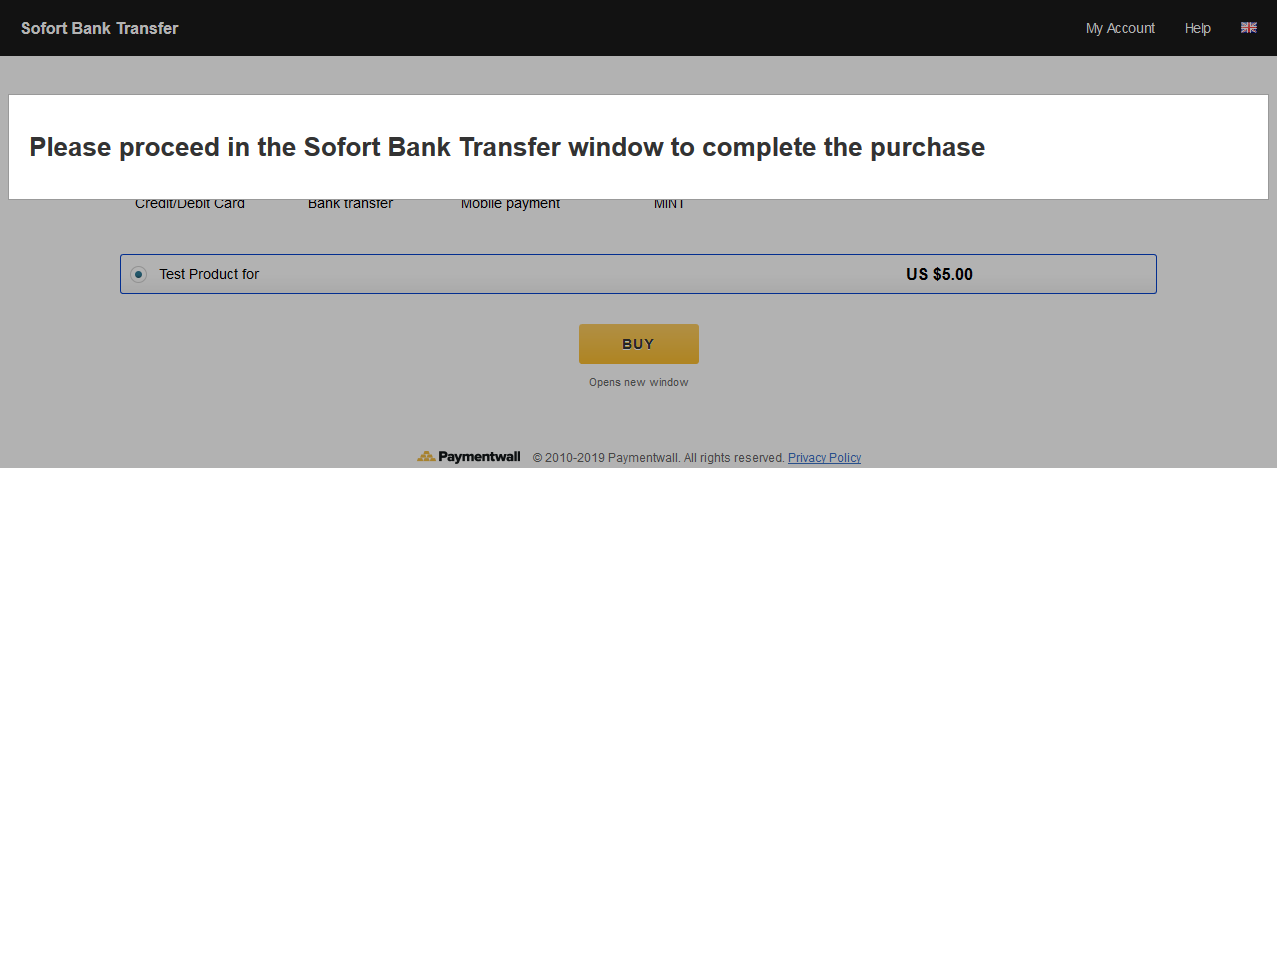 Sofort Bank Transfer
My Account Help
Please proceed in the Sofort Bank Transfer window to complete the purchase
Credit/Debit Card Bank transfer Mobile payment MINT
Test Product for US $5.00
BUY
Opens new window
Paymentwall © 2010-2019 Paymentwall. All rights reserved. Privacy Policy